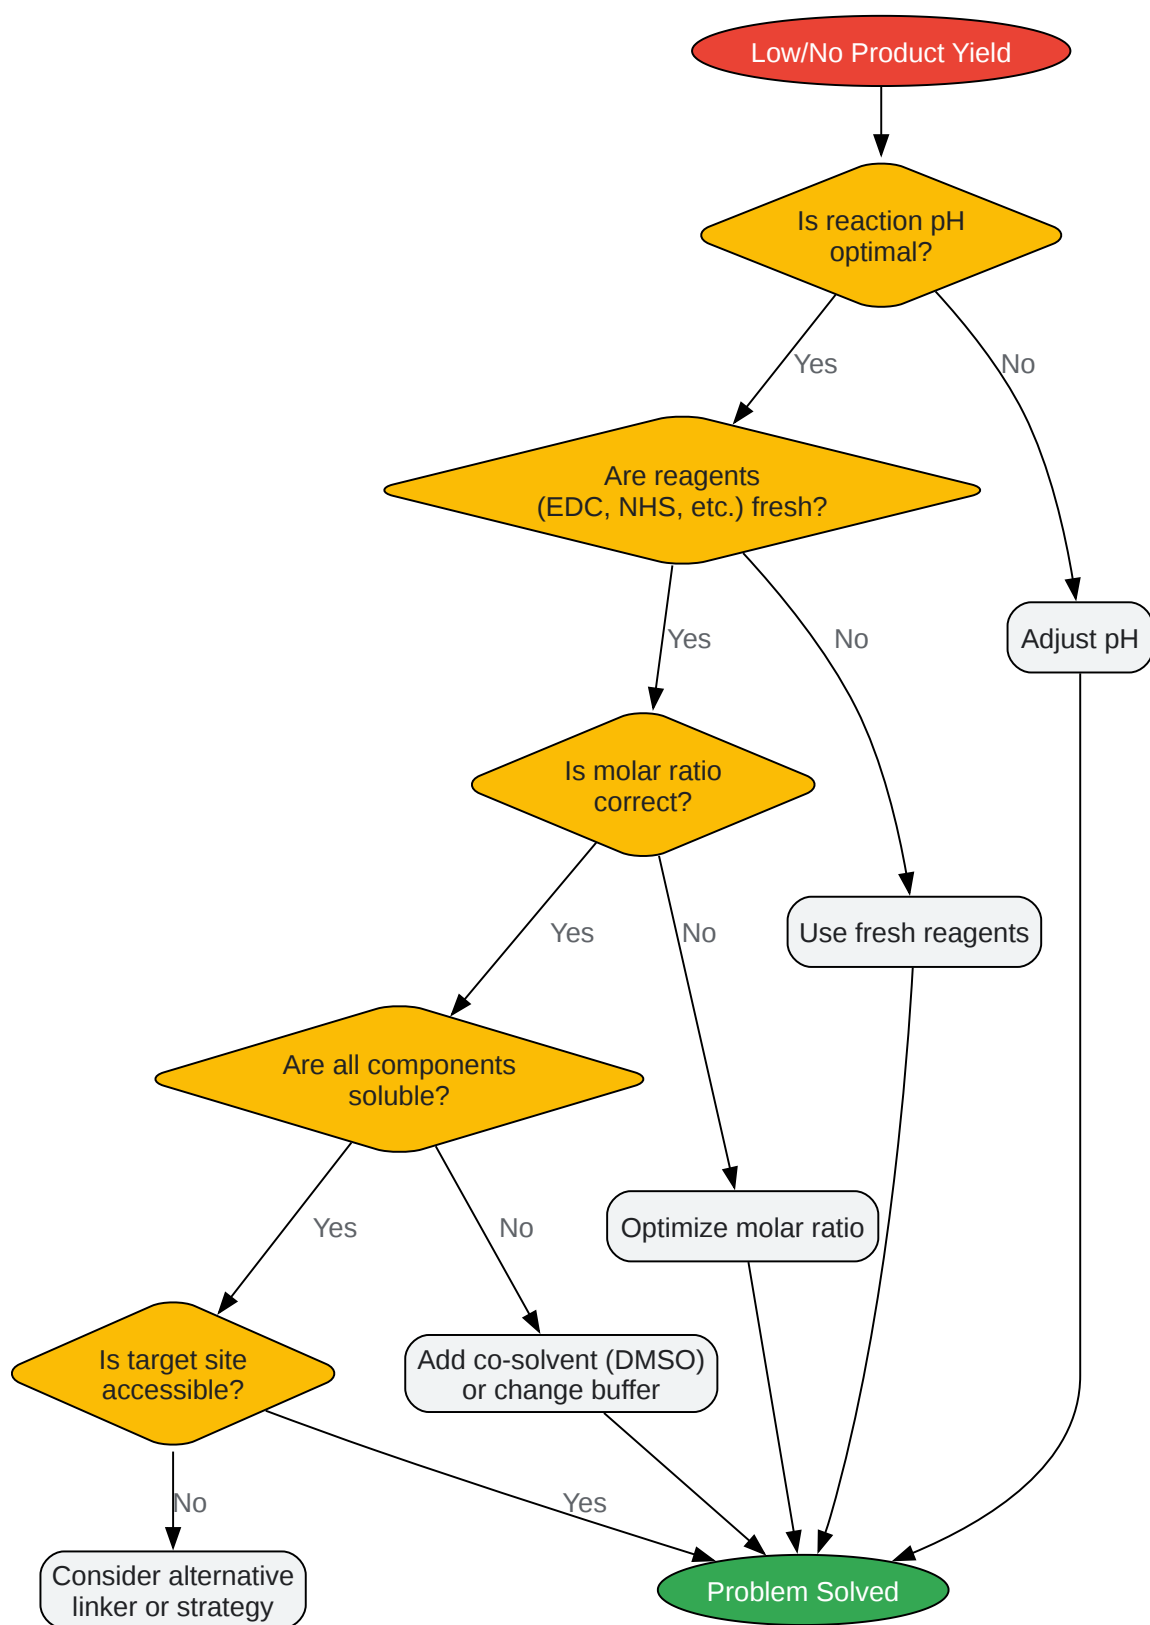 Low/No Product Yield
Is reaction pH
optimal?
Yes
No
Are reagents
(EDC, NHS, etc.) fresh?
Yes
No
Adjust pH
Is molar ratio
correct?
Yes
No
Use fresh reagents
Are all components
soluble?
Yes
No
Optimize molar ratio
Is target site
accessible?
Add co-solvent (DMSO)
or change buffer
No
Yes
Consider alternative
linker or strategy
Problem Solved